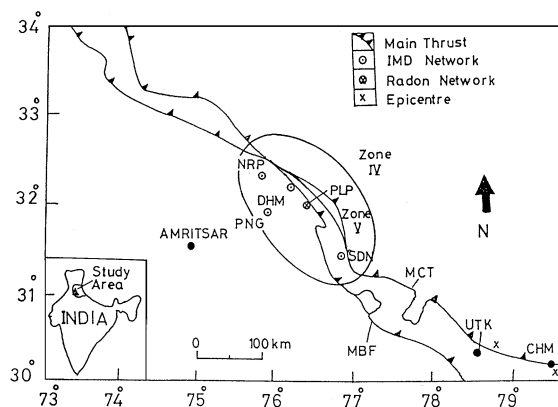 34°
33°
32°
31°
30°
Main Thrust
IMD Network
Radon Network
x Epicentre
Zone
IV
NRP
PLP
DHM
Zone
V
PNG
AMRITSAR
N
SDN
MCT
Study
Area
INDIA
UTK
x
CHM
x
0 100 km
MBF
73° 74° 75° 76° 77° 78° 79°